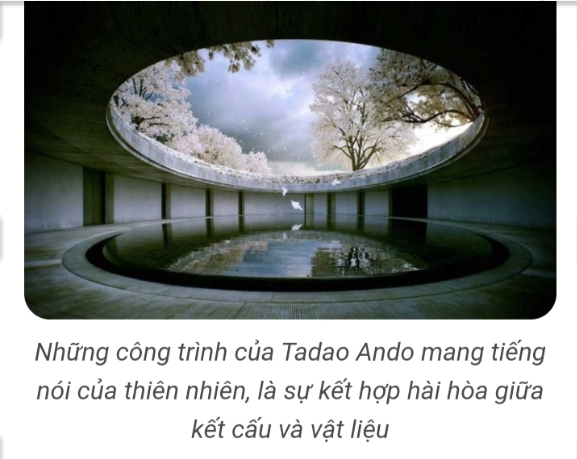 Những công trình của Tadao Ando mang tiếng
nói của thiên nhiên, là sự kết hợp hài hòa giữa
kết cấu và vật liệu